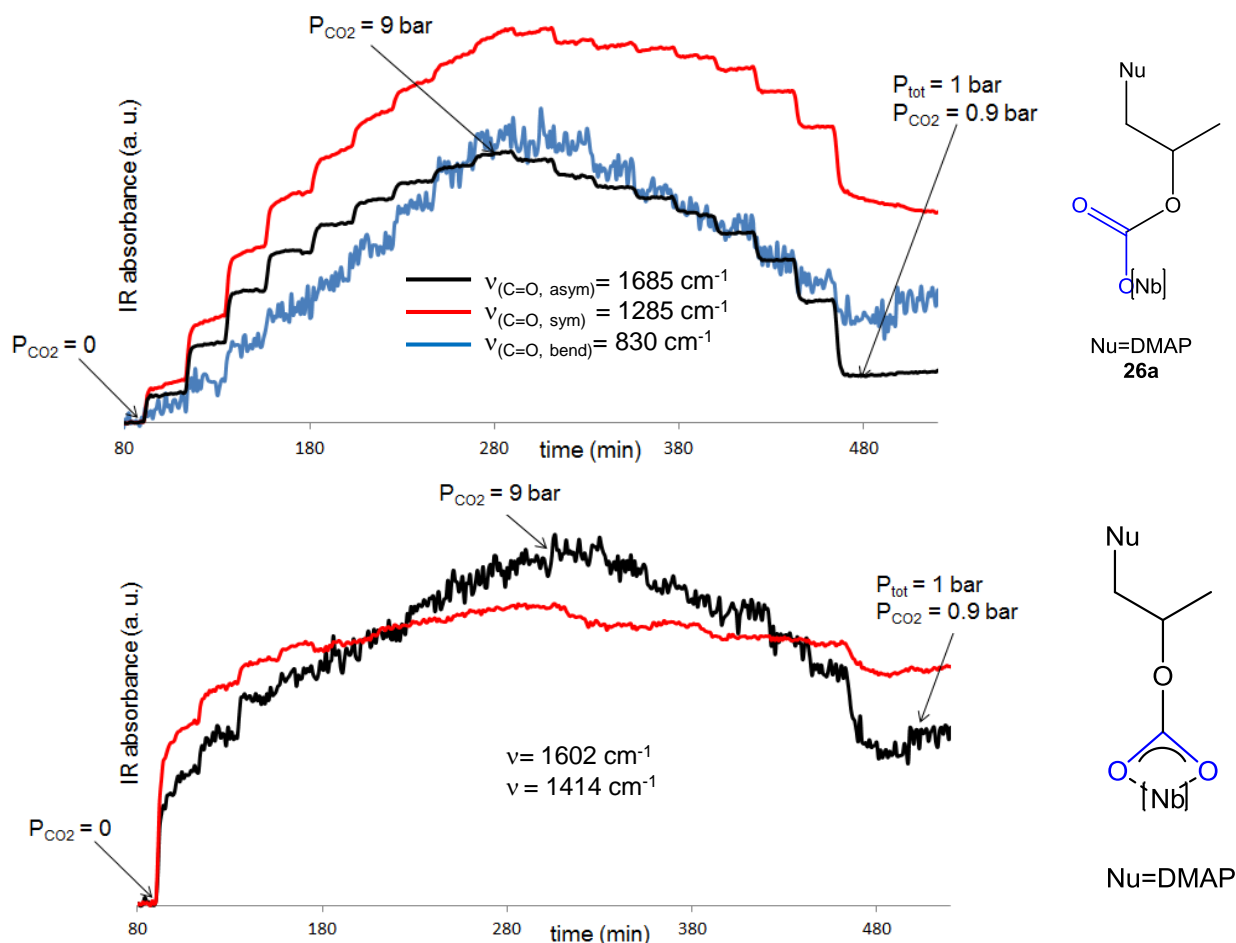 P_CO2 = 9 bar
P_tot = 1 bar
P_CO2 = 0.9 bar
IR absorbance (a. u.)
P_CO2 = 0
ν(C=O, asym)= 1685 cm-1
ν(C=O, sym) = 1285 cm-1
ν(C=O, bend)= 830 cm-1
80
180
280
380
480
time (min)
Nu
O
O
O
[Nb]
Nu=DMAP
26a
P_CO2 = 9 bar
P_tot = 1 bar
P_CO2 = 0.9 bar
IR absorbance (a. u.)
P_CO2 = 0
ν= 1602 cm-1
ν = 1414 cm-1
80
180
280
380
480
time (min)
Nu
O
O
O
[Nb]
Nu=DMAP